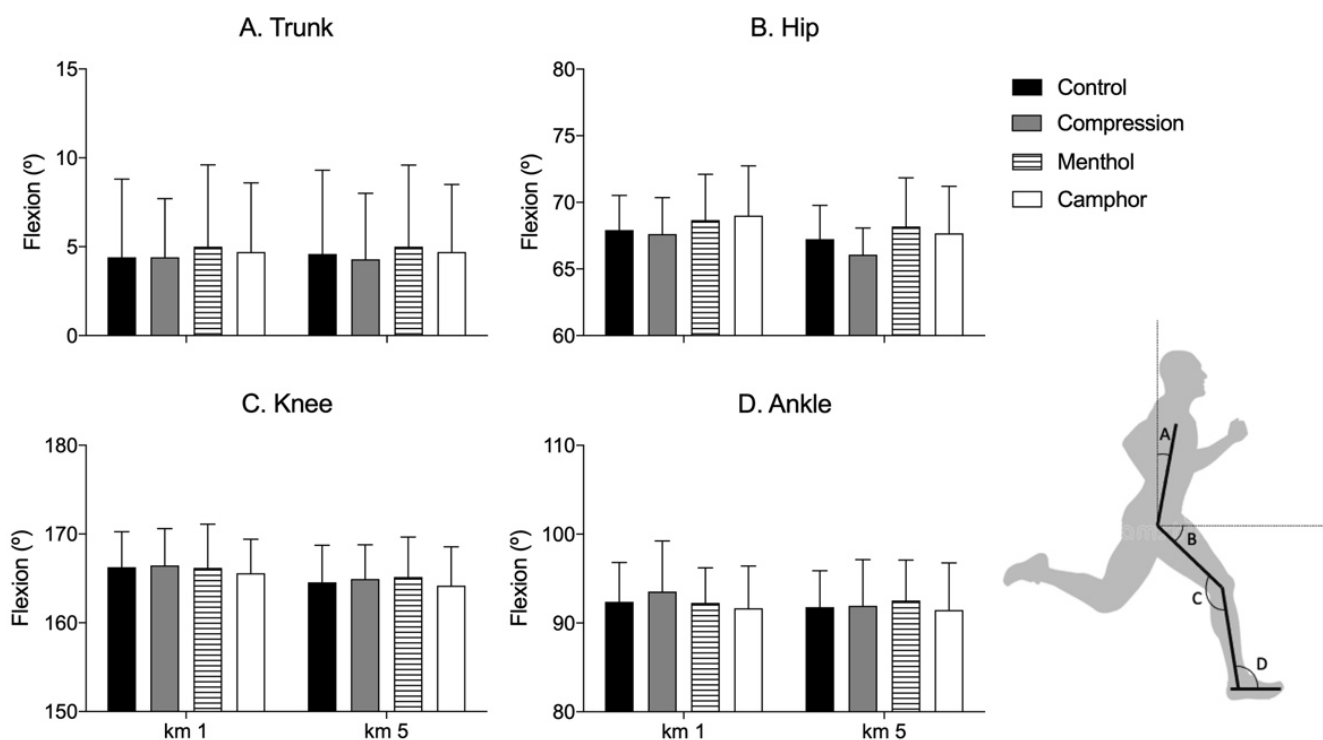 A. Trunk
Flexion (º)
15
10
5
0
B. Hip
Flexion (º)
80
75
70
65
60
Control
Compression
Menthol
Camphor
C. Knee
Flexion (º)
180
170
160
150
km 1
km 5
D. Ankle
Flexion (º)
110
100
90
80
km 1
km 5
A
B
C
D